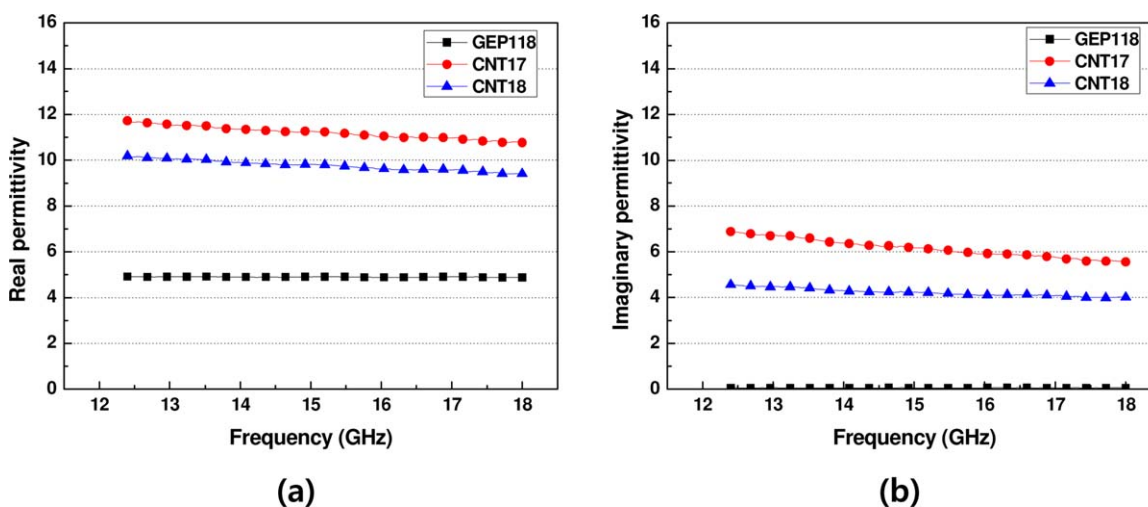 16
14
12
10
8
6
4
2
0
Real permittivity
GEP118
CNT17
CNT18
12 13 14 15 16 17 18
Frequency (GHz)
(a)
16
14
12
10
8
6
4
2
0
Imaginary permittivity
GEP118
CNT17
CNT18
12 13 14 15 16 17 18
Frequency (GHz)
(b)